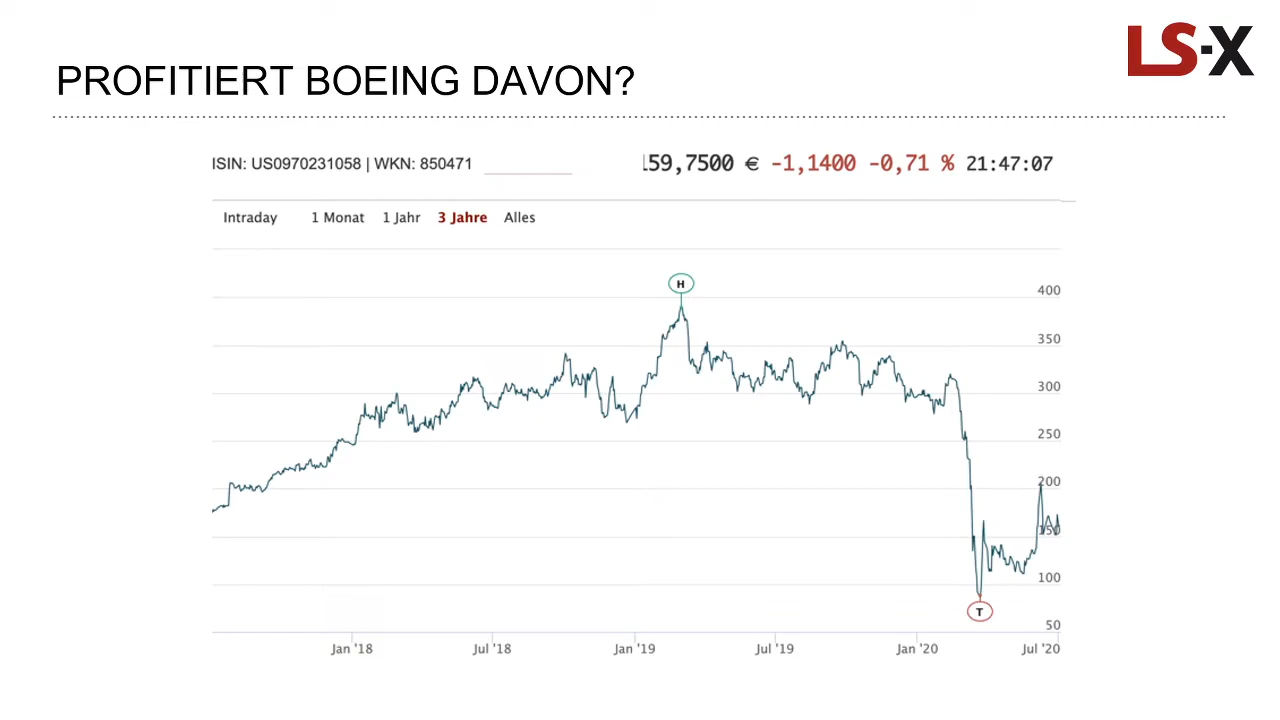 LS-X
PROFITIERT BOEING DAVON?
ISIN: US0970231058 | WKN: 850471
159,7500 € -1,1400 -0,71 % 21:47:07
Intraday 1 Monat 1 Jahr 3 Jahre Alles
H
400
350
300
250
200
150
100
T
50
Jan '18 Jul '18 Jan '19 Jul '19 Jan '20 Jul '20